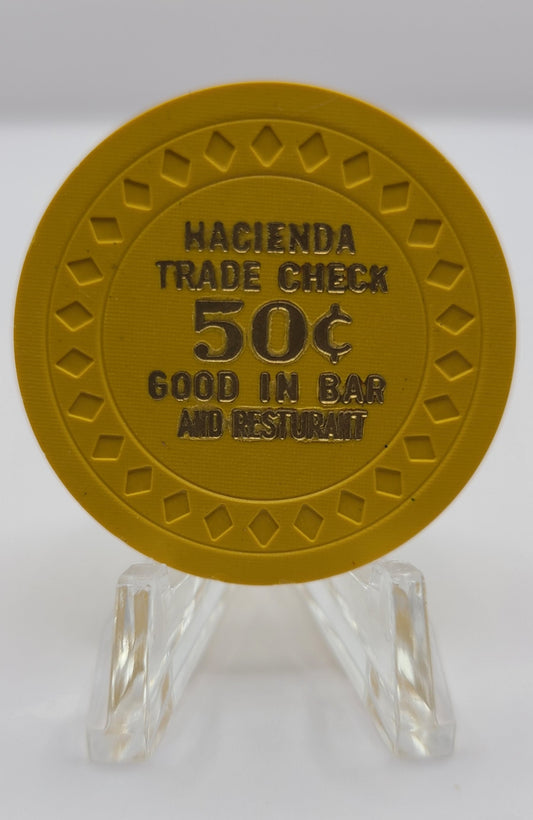 HACIENDA
TRADE CHECK
50¢
GOOD IN BAR
AND RESTURANT